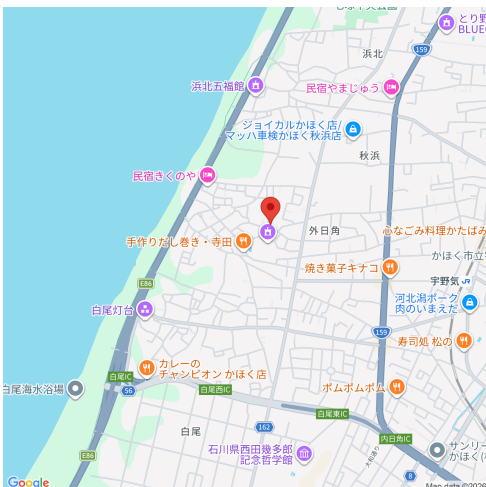 とり野
BLUE
159
浜北
浜北五福館
民宿やまじゅう
ジョイカルかほく店/
マッハ車検かほく秋浜店
秋浜
民宿きくのや
外日角
心なごみ料理かたばみ
手作りだし巻き・寺田
かほく市立宇
焼き菓子キナコ
宇野気 JR
E86
河北潟ポーク
肉のいまえだ
白尾灯台
159
寿司処 松の
カレーの
チャンピオン かほく店
白尾IC
白尾海水浴場
56
白尾西IC
ポムポムポム
白尾東IC
162
白尾
内日角IC
石川県西田幾多郎
記念哲学館
サンリー
かほく(
E86
大和通り
8
Google
Map data ©2026